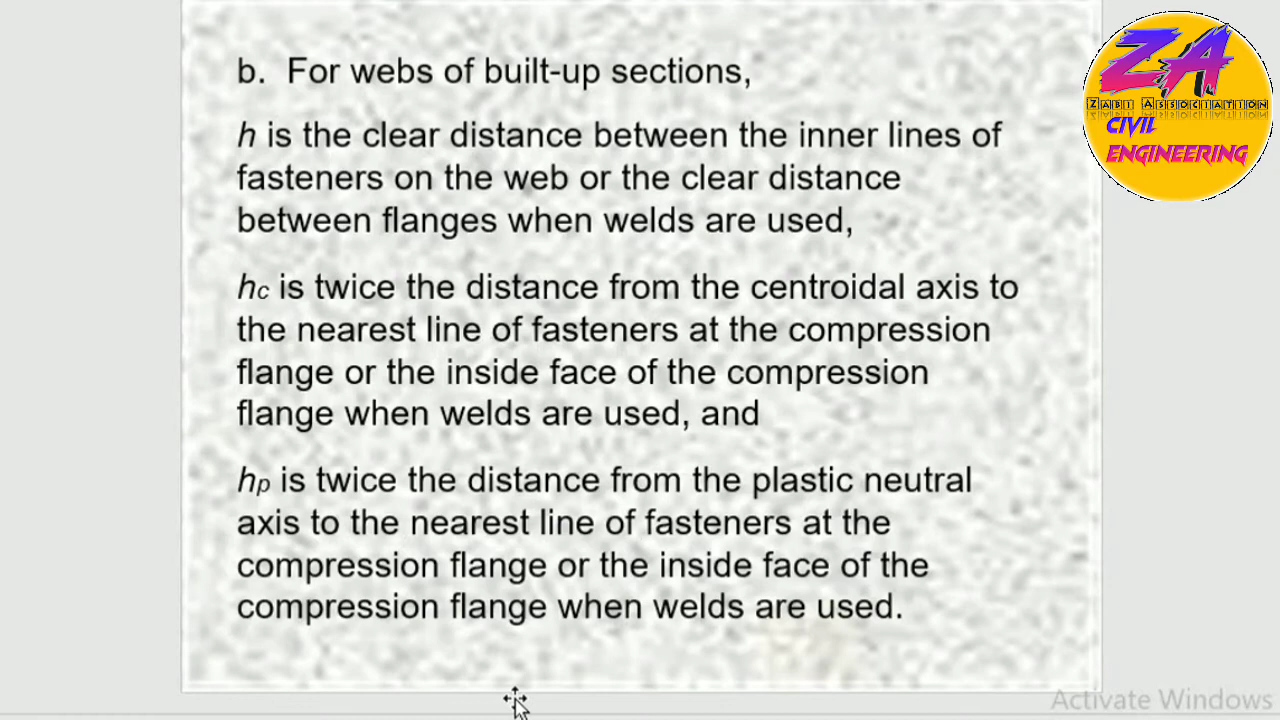 b. For webs of built-up sections,
h is the clear distance between the inner lines of
fasteners on the web or the clear distance
between flanges when welds are used,
hc is twice the distance from the centroidal axis to
the nearest line of fasteners at the compression
flange or the inside face of the compression
flange when welds are used, and
hp is twice the distance from the plastic neutral
axis to the nearest line of fasteners at the
compression flange or the inside face of the
compression flange when welds are used.
ZA
ZABI ASSOCIATION
CIVIL
ENGINEERING
Activate Windows